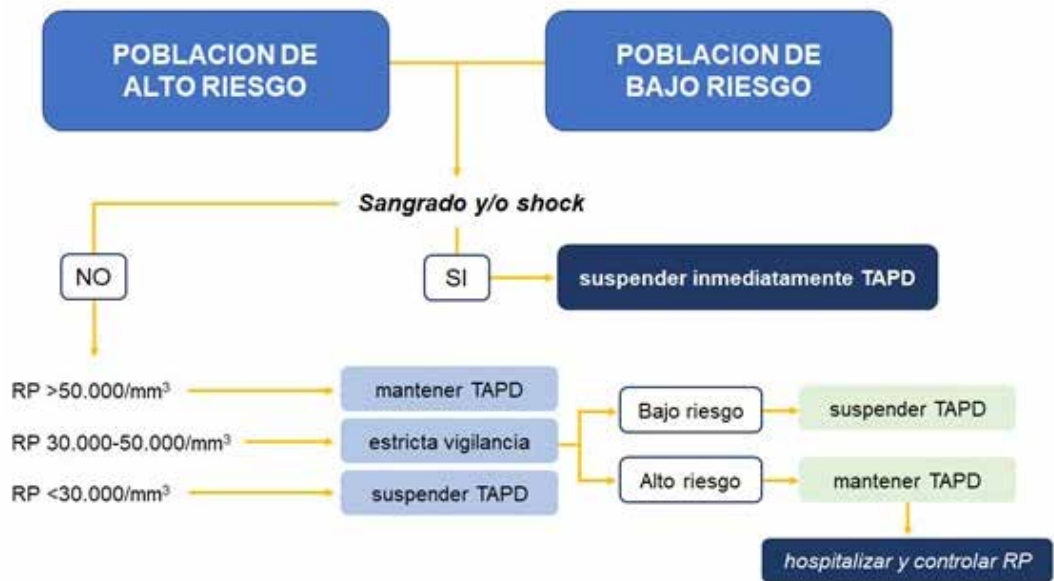 POBLACION DE
ALTO RIESGO
POBLACION DE
BAJO RIESGO
Sangrado y/o shock
NO
SI
suspender inmediatamente TAPD
RP >50.000/mm³
mantener TAPD
RP 30.000-50.000/mm³
estricta vigilancia
RP <30.000/mm³
suspender TAPD
Bajo riesgo
suspender TAPD
Alto riesgo
mantener TAPD
hospitalizar y controlar RP